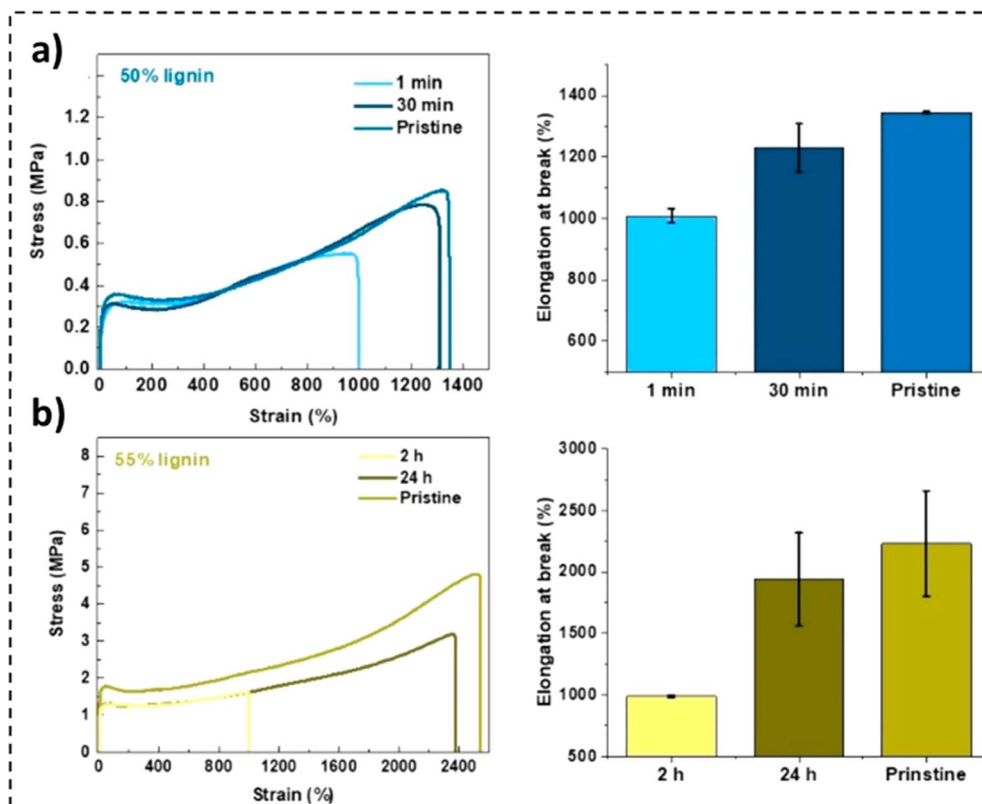 a)
50% lignin
1 min
30 min
Pristine
Stress (MPa)
1.2
1.0
0.8
0.6
0.4
0.2
0.0
0 200 400 600 800 1000 1200 1400
Strain (%)
Elongation at break (%)
1400
1200
1000
800
600
1 min 30 min Pristine
b)
55% lignin
2 h
24 h
Pristine
Stress (MPa)
8
7
6
5
4
3
2
1
0
0 400 800 1200 1600 2000 2400
Strain (%)
Elongation at break (%)
3000
2500
2000
1500
1000
500
2 h 24 h Prinstine